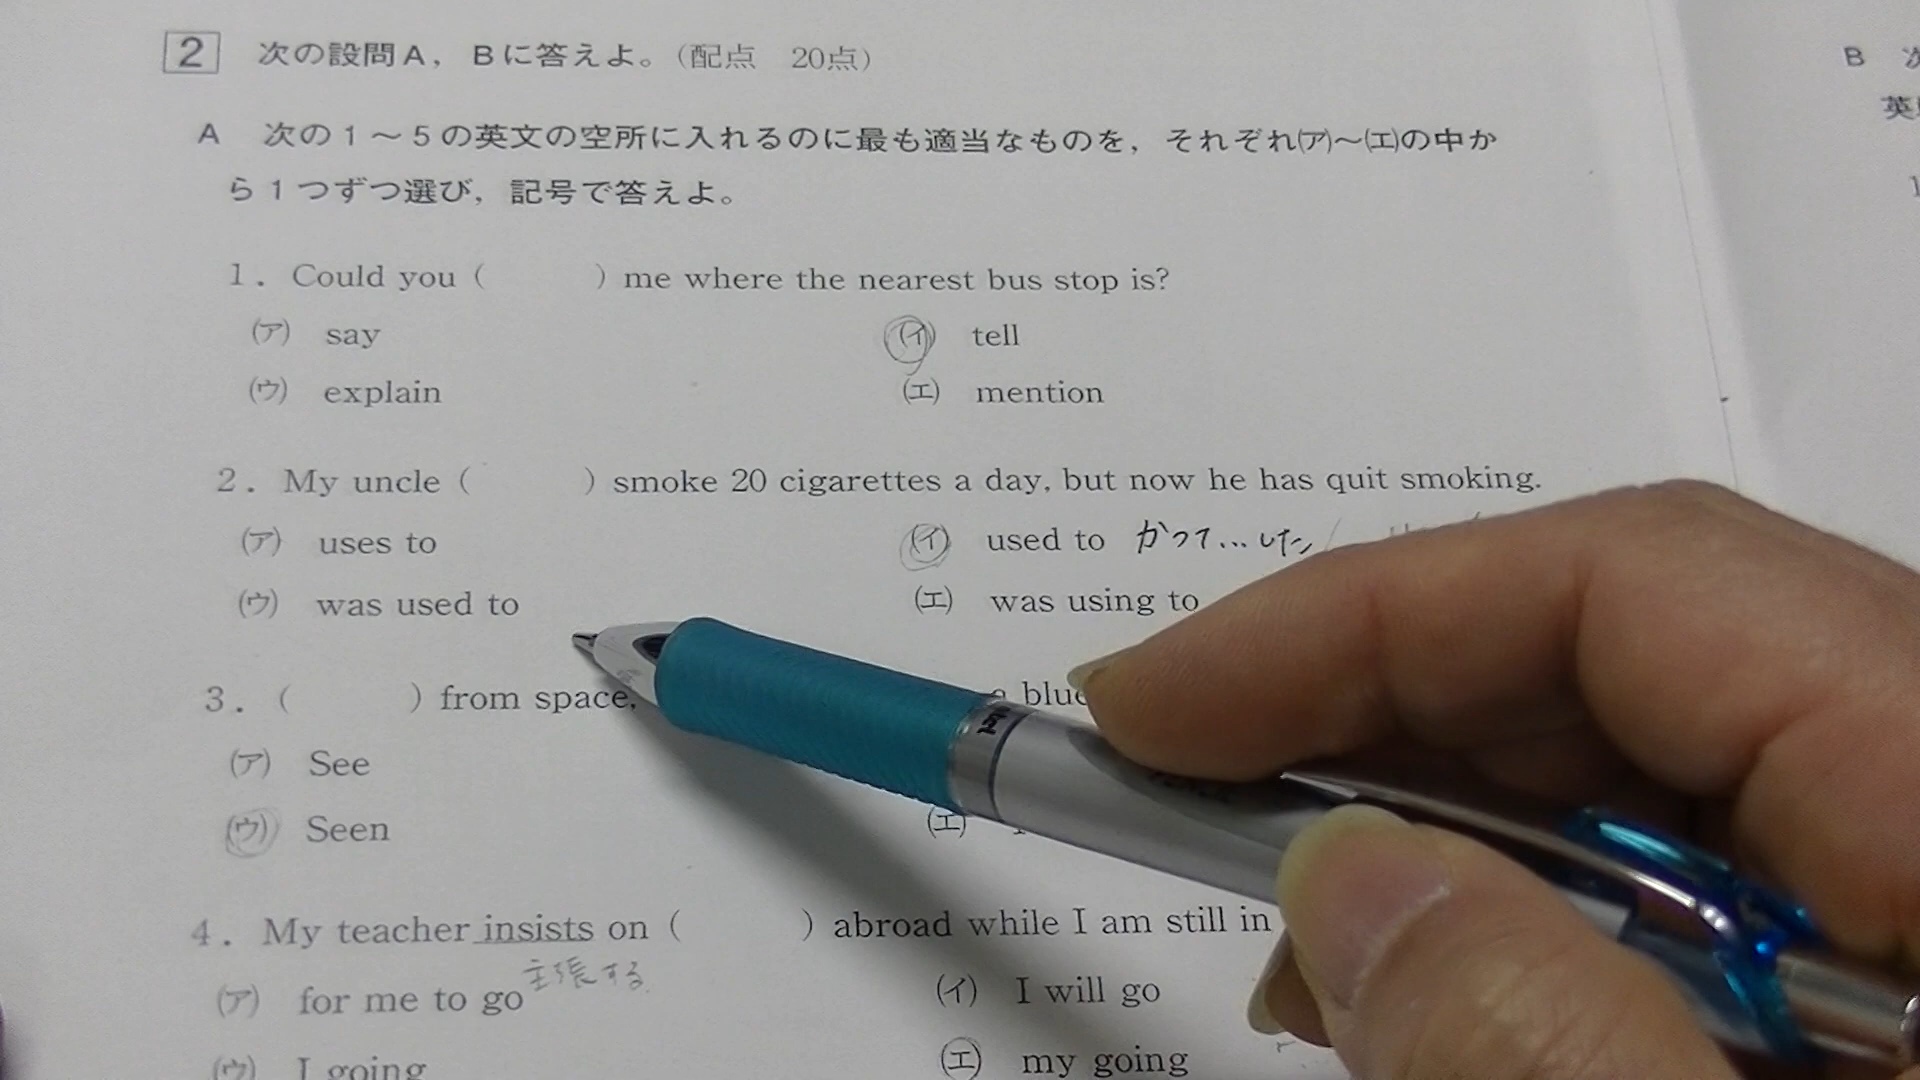 2 次の設問A，Bに答えよ。（配点　20点）
A 次の1～5の英文の空所に入れるのに最も適当なものを，それぞれ(ア)～(エ)の中か
ら1つずつ選び，記号で答えよ。
1．Could you (　　　) me where the nearest bus stop is?
(ア) say (イ) tell
(ウ) explain (エ) mention
2．My uncle (　　　) smoke 20 cigarettes a day, but now he has quit smoking.
(ア) uses to (イ) used to かつて…した
(ウ) was used to (エ) was using to
3．(　　　) from space, blue
(ア) See
(ウ) Seen (エ)
4．My teacher insists on (　　　) abroad while I am still in
主張する
(ア) for me to go (イ) I will go
(ウ) I going (エ) my going
B 次